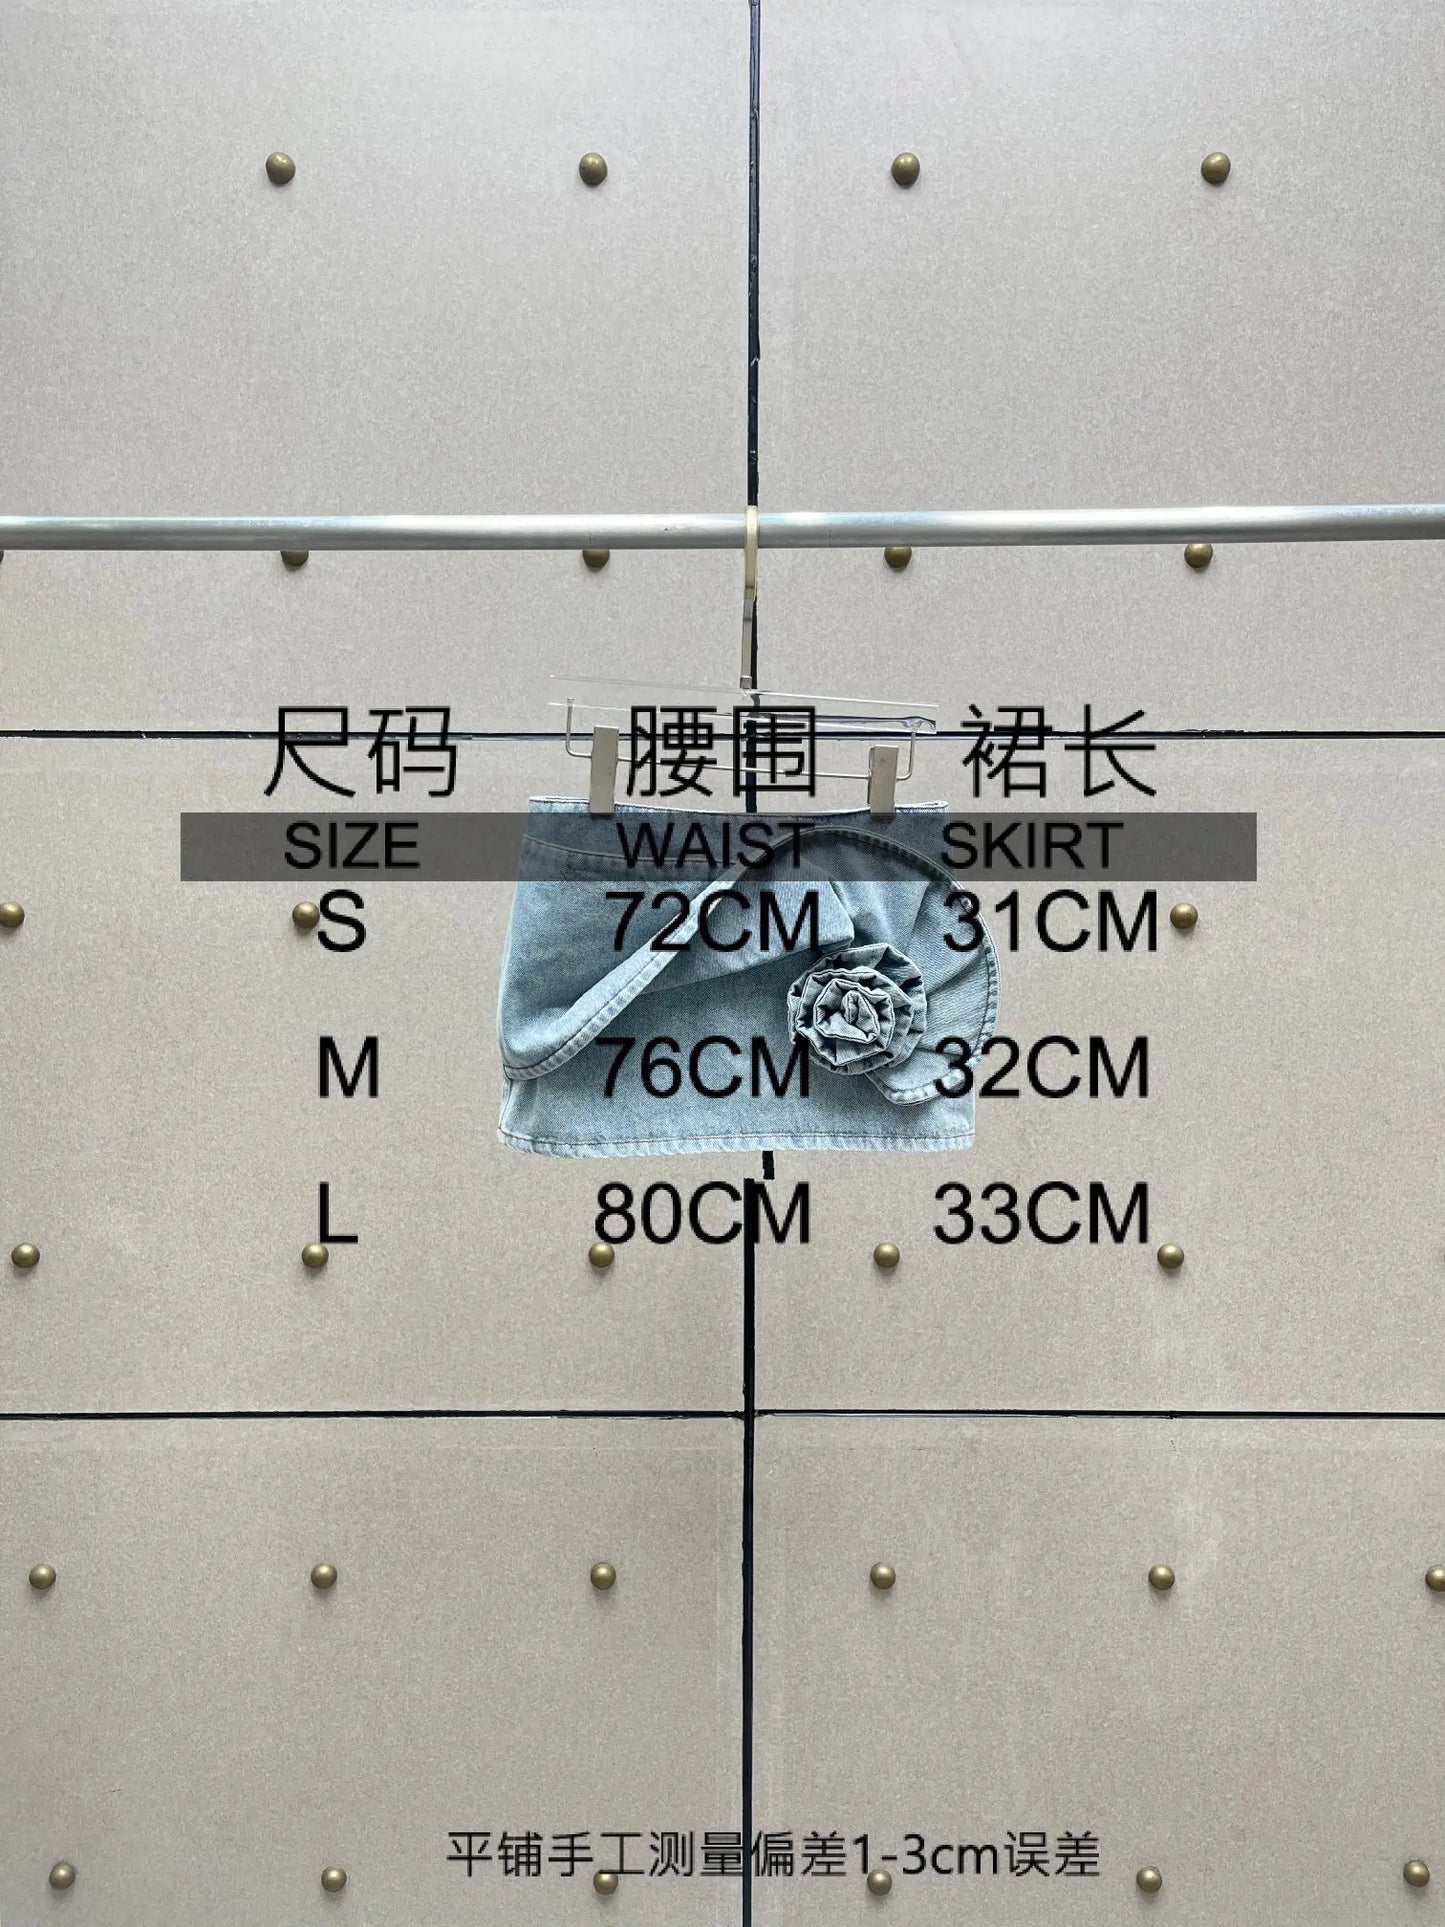 尺码 腰围 裙长
SIZE WAIST SKIRT
S 72CM 31CM
M 76CM 32CM
L 80CM 33CM
平铺手工测量偏差1-3cm误差